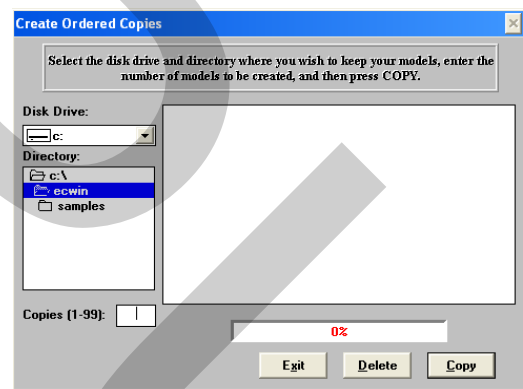 Create Ordered Copies
Select the disk drive and directory where you wish to keep your models, enter the
number of models to be created, and then press COPY.
Disk Drive:
c:
Directory:
c:\
ecwin
samples
Copies (1-99):
0%
Exit Delete Copy